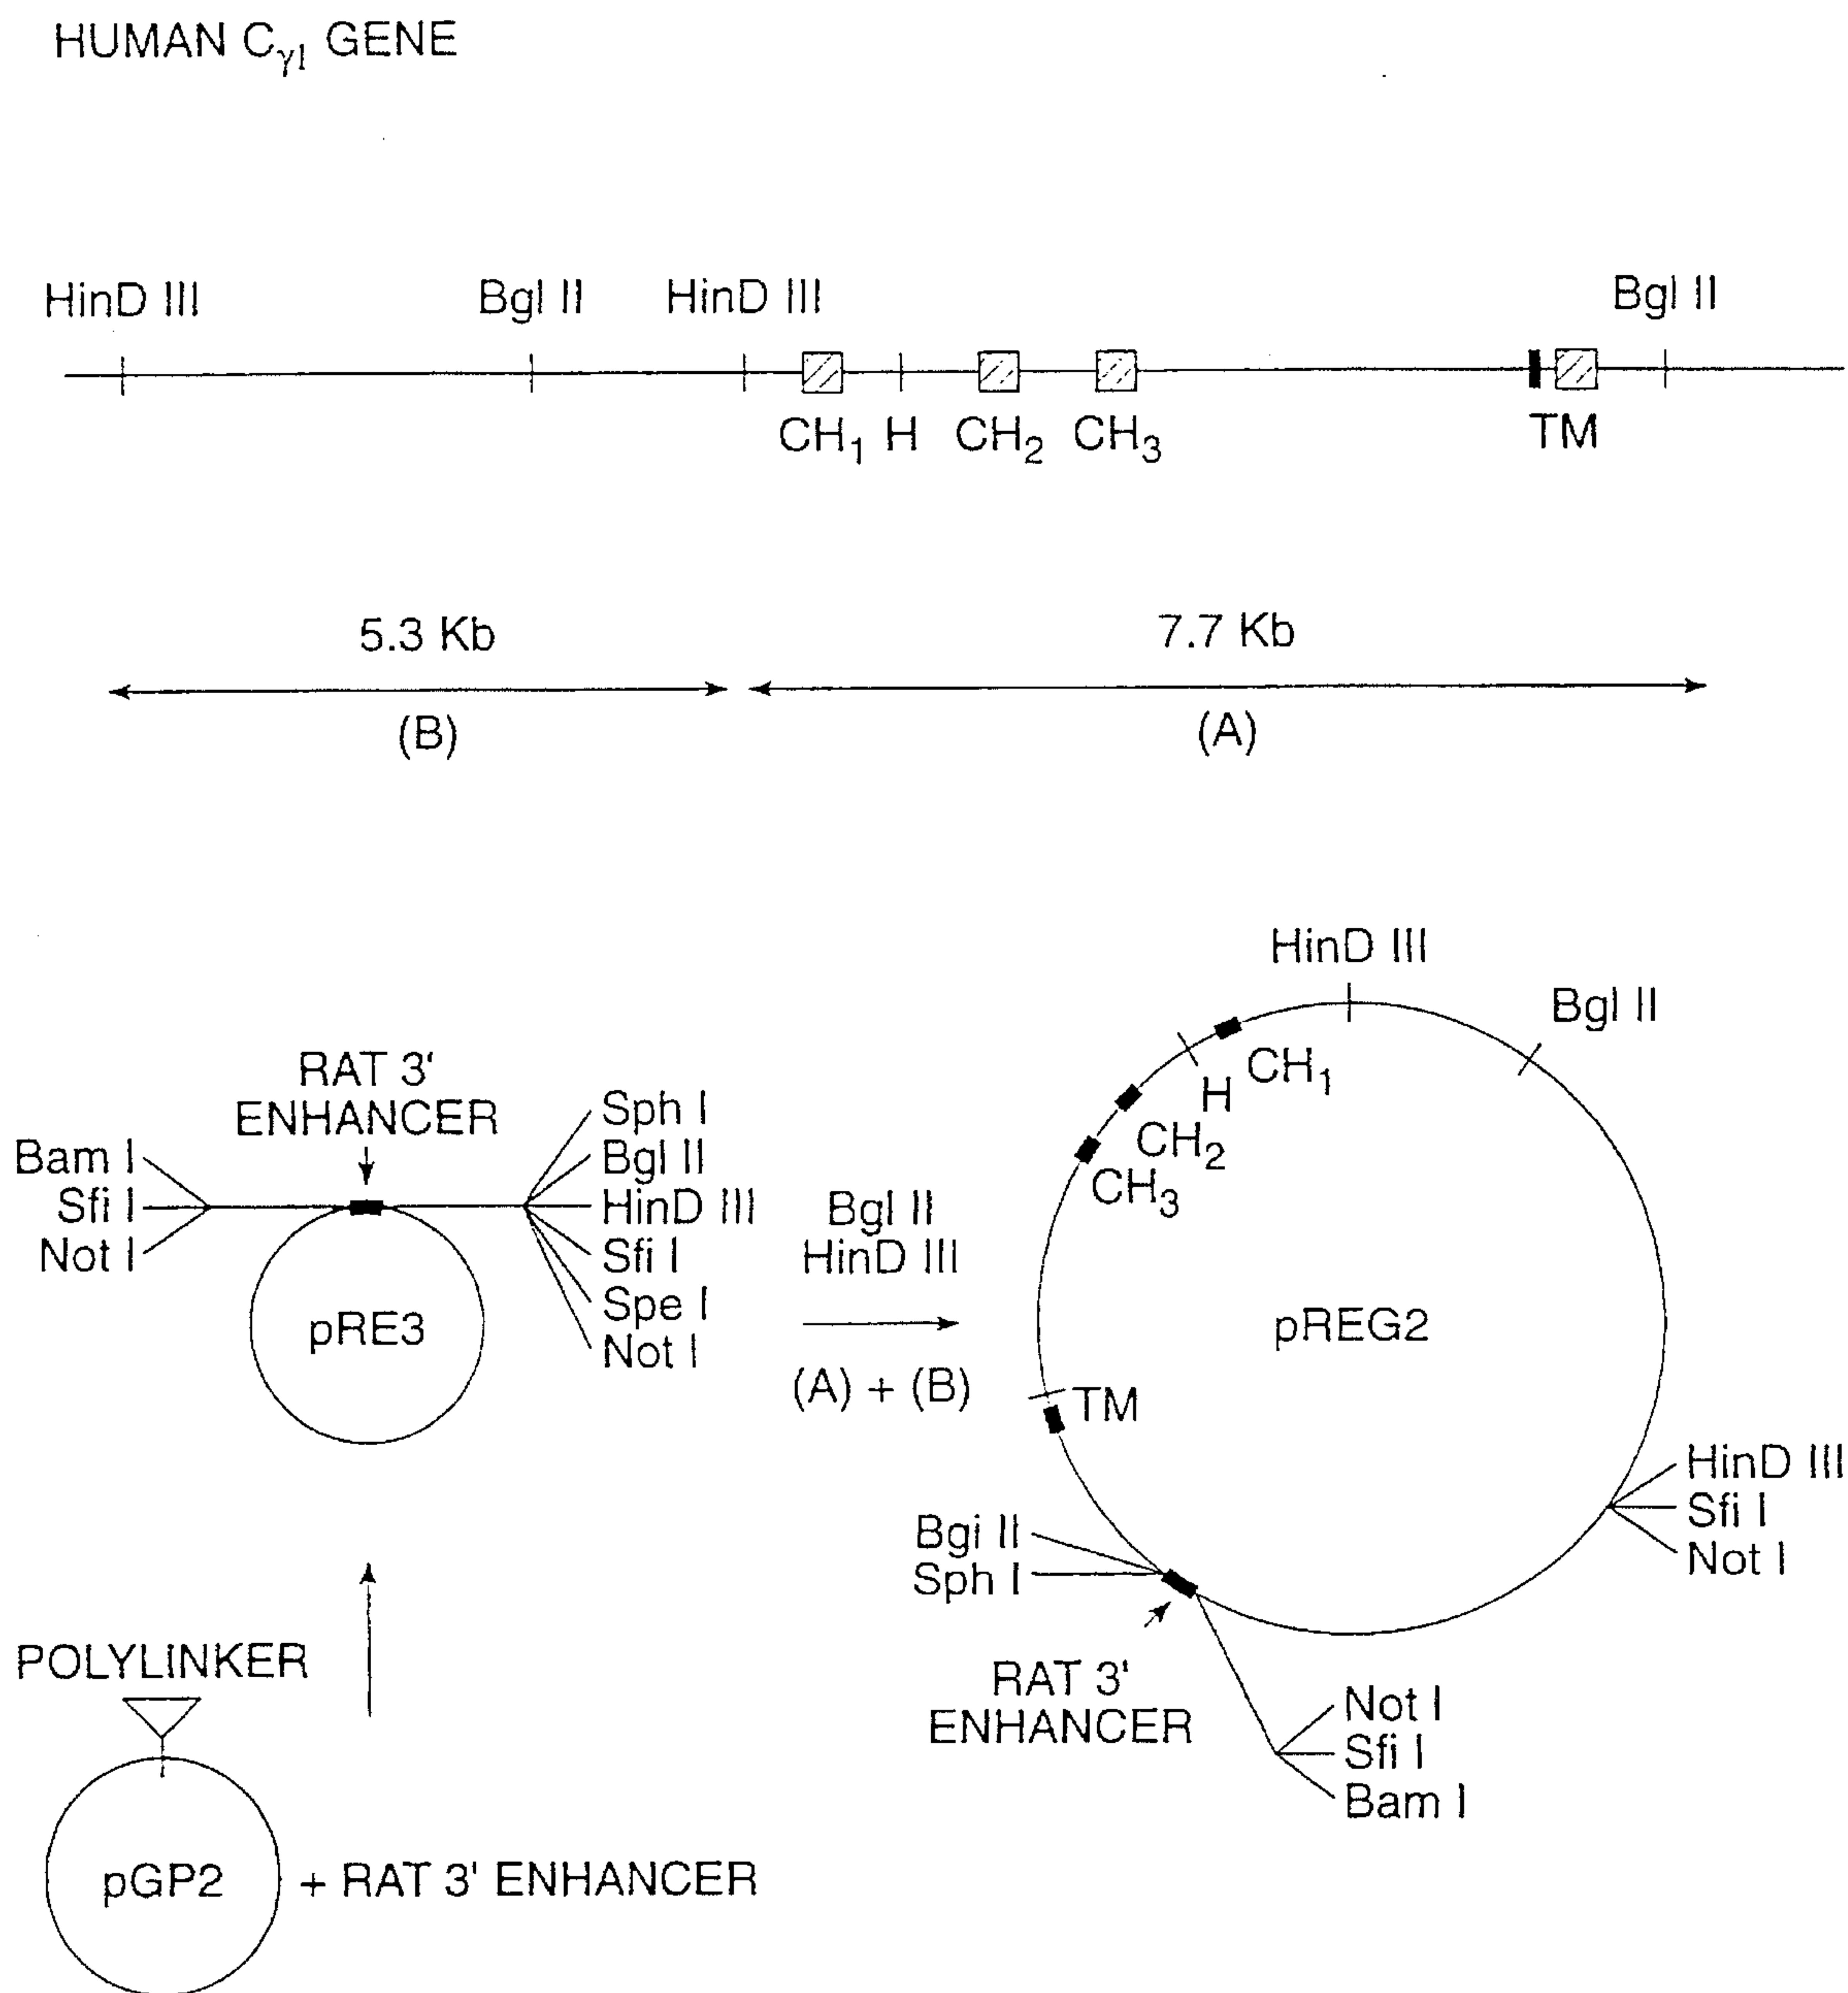 HUMAN Cγ1 GENE
HinD III Bgl II HinD III Bgl II
CH1 H CH2 CH3 TM
5.3 Kb 7.7 Kb
(B) (A)
RAT 3'
ENHANCER
Bam I
Sfi I
Not I
Sph I
Bgl II
HinD III
Sfi I
Spe I
Not I
pRE3
Bgl II
HinD III
(A) + (B)
HinD III
Bgl II
CH1
H
CH2
CH3
pREG2
TM
HinD III
Sfi I
Not I
Bgi II
Sph I
RAT 3'
ENHANCER
Not I
Sfi I
Bam I
POLYLINKER
pGP2 + RAT 3' ENHANCER